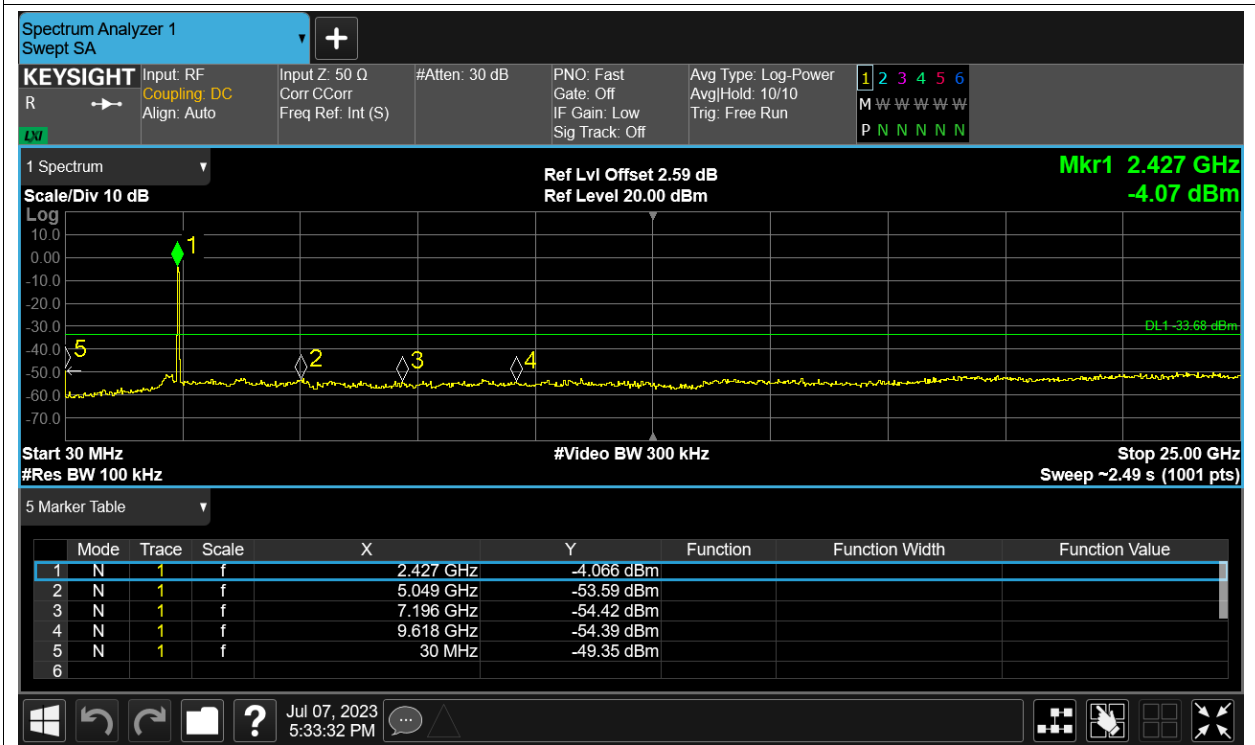 Spectrum Analyzer 1
Swept SA
KEYSIGHT
R
LXI
Input: RF
Coupling: DC
Align: Auto
Input Z: 50 Ω
Corr CCorr
Freq Ref: Int (S)
#Atten: 30 dB
PNO: Fast
Gate: Off
IF Gain: Low
Sig Track: Off
Avg Type: Log-Power
Avg|Hold: 10/10
Trig: Free Run
1 2 3 4 5 6
M W W W W W
P N N N N N
1 Spectrum
Scale/Div 10 dB
Ref Lvl Offset 2.59 dB
Ref Level 20.00 dBm
Mkr1 2.427 GHz
-4.07 dBm
Log
10.0
0.00
-10.0
-20.0
-30.0
-40.0
-50.0
-60.0
-70.0
1
2
3
4
5
DL1 -33.68 dBm
Start 30 MHz
#Res BW 100 kHz
#Video BW 300 kHz
Stop 25.00 GHz
Sweep ~2.49 s (1001 pts)
5 Marker Table
Mode Trace Scale X Y Function Function Width Function Value
1 N 1 f 2.427 GHz -4.066 dBm
2 N 1 f 5.049 GHz -53.59 dBm
3 N 1 f 7.196 GHz -54.42 dBm
4 N 1 f 9.618 GHz -54.39 dBm
5 N 1 f 30 MHz -49.35 dBm
6
?
Jul 07, 2023
5:33:32 PM